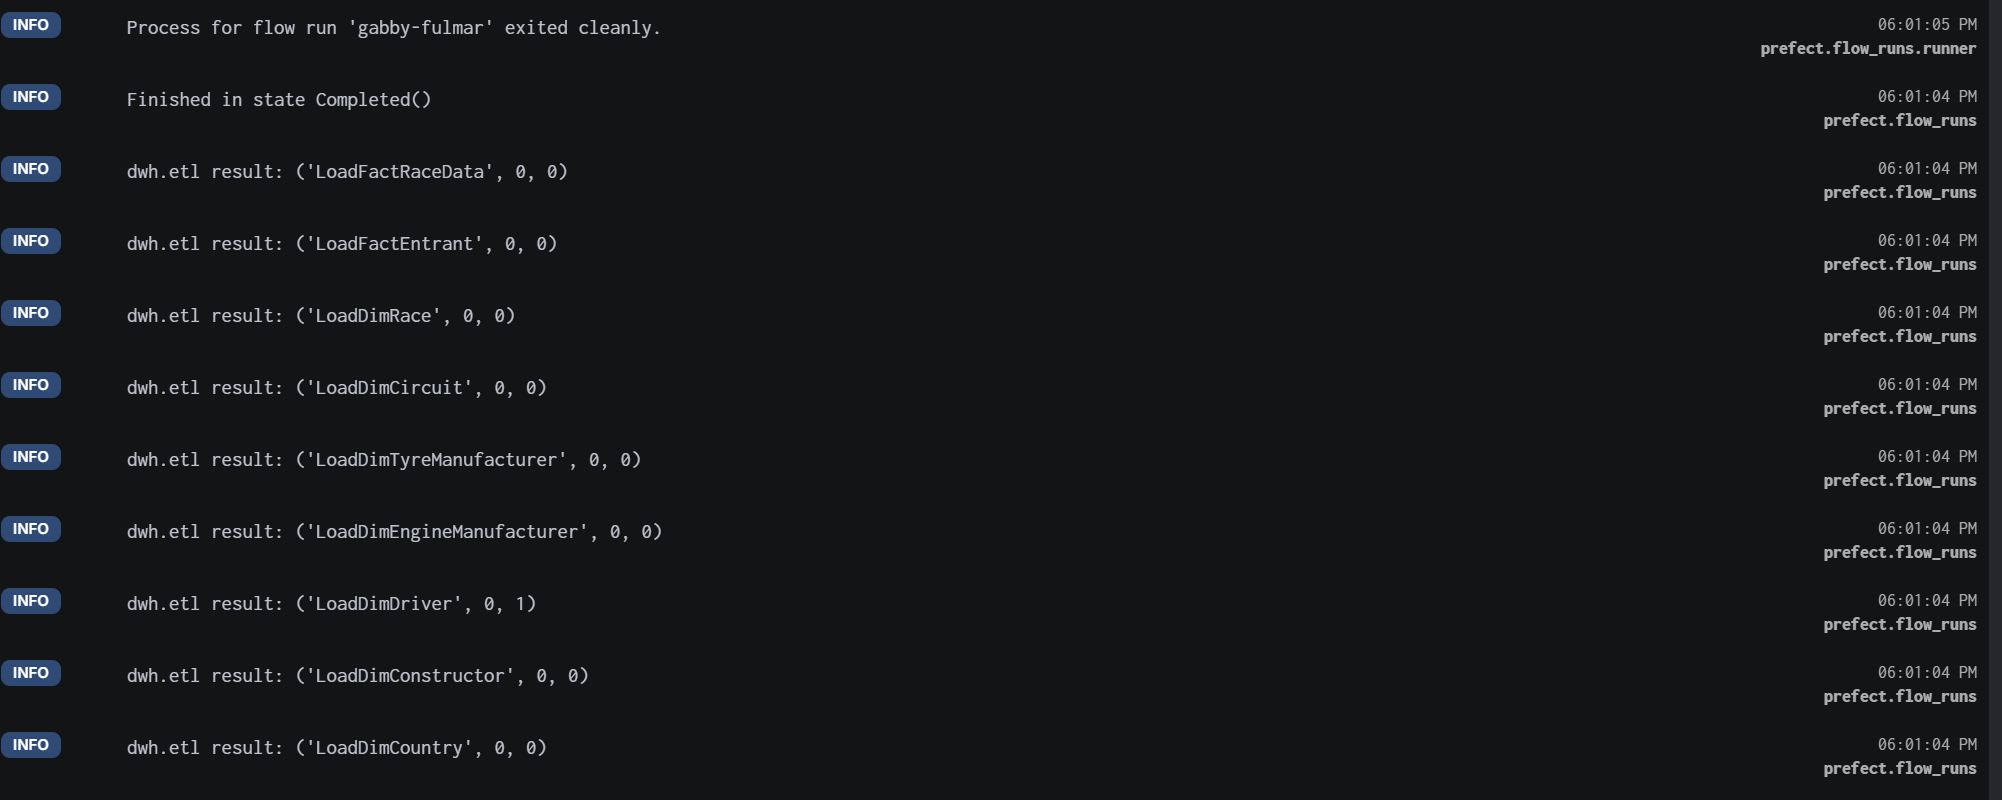 INFO Process for flow run 'gabby-fulmar' exited cleanly. 06:01:05 PM
prefect.flow_runs.runner
INFO Finished in state Completed() 06:01:04 PM
prefect.flow_runs
INFO dwh.etl result: ('LoadFactRaceData', 0, 0) 06:01:04 PM
prefect.flow_runs
INFO dwh.etl result: ('LoadFactEntrant', 0, 0) 06:01:04 PM
prefect.flow_runs
INFO dwh.etl result: ('LoadDimRace', 0, 0) 06:01:04 PM
prefect.flow_runs
INFO dwh.etl result: ('LoadDimCircuit', 0, 0) 06:01:04 PM
prefect.flow_runs
INFO dwh.etl result: ('LoadDimTyreManufacturer', 0, 0) 06:01:04 PM
prefect.flow_runs
INFO dwh.etl result: ('LoadDimEngineManufacturer', 0, 0) 06:01:04 PM
prefect.flow_runs
INFO dwh.etl result: ('LoadDimDriver', 0, 1) 06:01:04 PM
prefect.flow_runs
INFO dwh.etl result: ('LoadDimConstructor', 0, 0) 06:01:04 PM
prefect.flow_runs
INFO dwh.etl result: ('LoadDimCountry', 0, 0) 06:01:04 PM
prefect.flow_runs